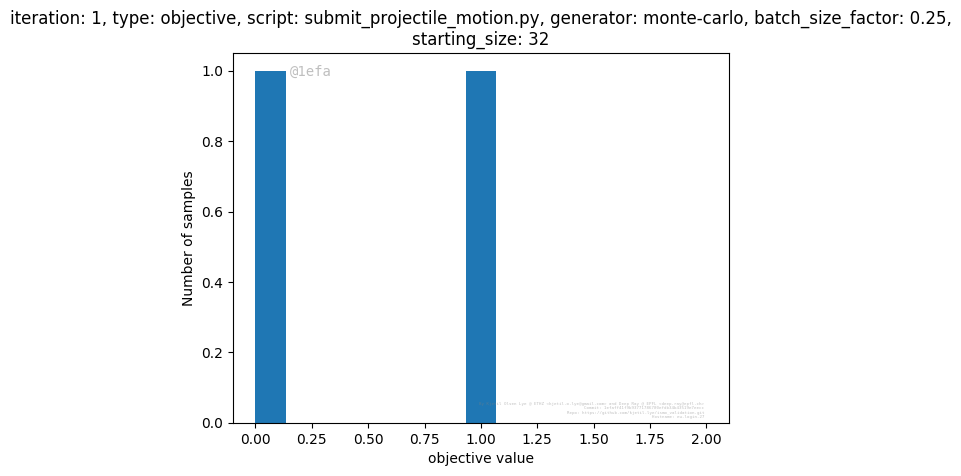 iteration: 1, type: objective, script: submit_projectile_motion.py, generator: monte-carlo, batch_size_factor: 0.25,
starting_size: 32
@1efa
1.0
0.8
0.6
0.4
0.2
0.0
Number of samples
0.00 0.25 0.50 0.75 1.00 1.25 1.50 1.75 2.00
objective value